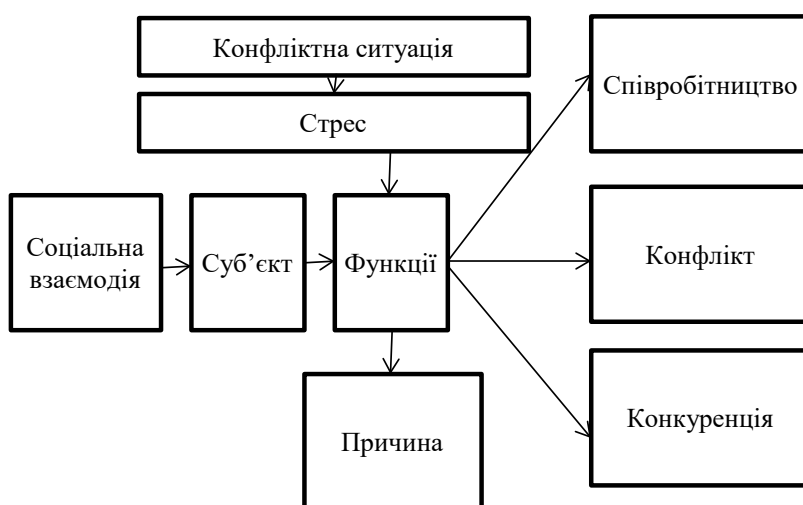 Конфліктна ситуація
Стрес
Співробітництво
Соціальна
взаємодія
Суб’єкт
Функції
Конфлікт
Причина
Конкуренція